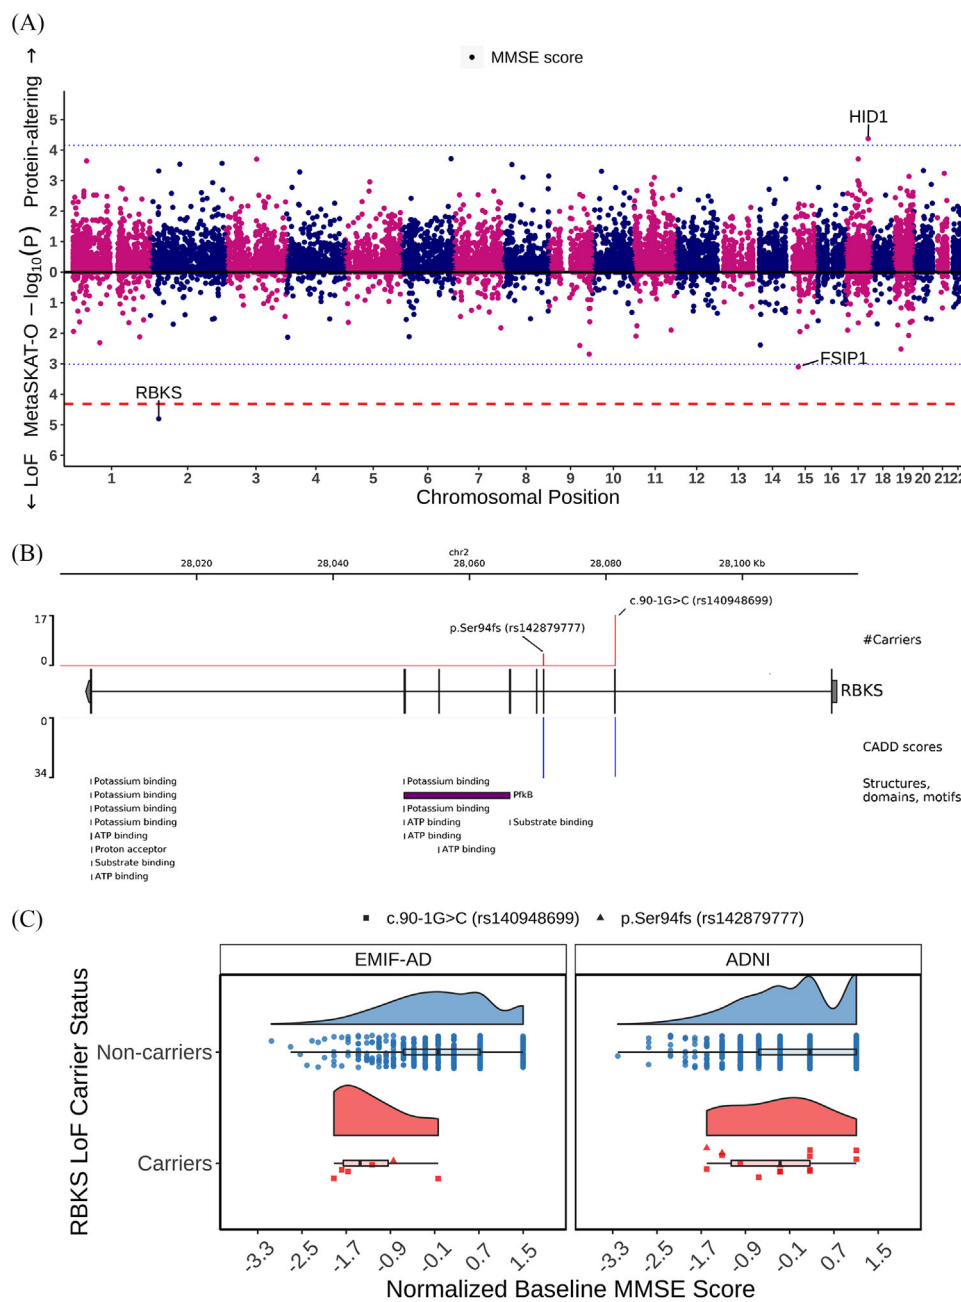 (A)
MMSE score
← LoF MetaSKAT-O −log10(P) Protein-altering →
5
4
3
2
1
0
1
2
3
4
5
6
HID1
FSIP1
RBKS
1 2 3 4 5 6 7 8 9 10 11 12 13 14 15 16 17 18 19 20 21 22
Chromosomal Position
(B)
chr2
28,020 28,040 28,060 28,080 28,100 Kb
c.90-1G>C (rs140948699)
p.Ser94fs (rs142879777)
17
0
#Carriers
RBKS
0
34
CADD scores
Structures,
domains, motifs
Potassium binding Potassium binding
Potassium binding PfkB
Potassium binding Potassium binding
Potassium binding ATP binding Substrate binding
ATP binding ATP binding
Proton acceptor ATP binding
Substrate binding
ATP binding
(C)
c.90-1G>C (rs140948699) p.Ser94fs (rs142879777)
EMIF-AD ADNI
RBKS LoF Carrier Status
Non-carriers
Carriers
-3.3 -2.5 -1.7 -0.9 -0.1 0.7 1.5 -3.3 -2.5 -1.7 -0.9 -0.1 0.7 1.5
Normalized Baseline MMSE Score